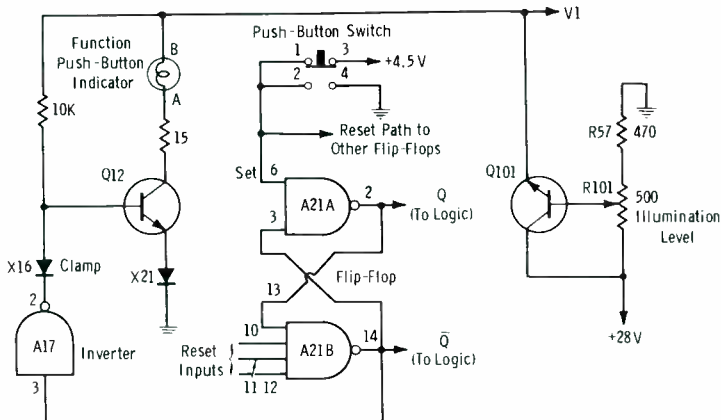 V1
Function
Push-Button
Indicator
B
A
10K
15
Q12
X16
Clamp
X21
2
A17
Inverter
3
Push-Button Switch
1
3
+4.5V
2
4
Reset Path to
Other Flip-Flops
Set
6
A21A
2
Q
(To Logic)
3
Flip-Flop
13
10
A21B
14
Q̅
(To Logic)
Reset
Inputs
11 12
Q101
R57
470
R101
500
Illumination
Level
+28V